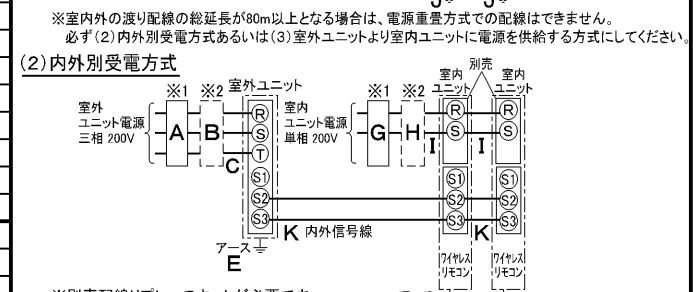 ※室内外の渡り配線の総延長が80m以上となる場合は、電源重畳方式での配線はできません。
必ず(2)内外別受電方式あるいは(3)室外ユニットより室内ユニットに電源を供給する方式にしてください。
(2)内外別受電方式
別売
※1 ※2 室外ユニット ※1 ※2 室内ユニット 室内ユニット
室外
ユニット電源
三相 200V
A B C
R
S
T
S1
S2
S3
室内
ユニット電源
単相 200V
G H I I
R R
S S
S1 S1
S2 S2
S3 S3
K 内外信号線 K
アース
E
ワイヤレス
リモコン
ワイヤレス
リモコン